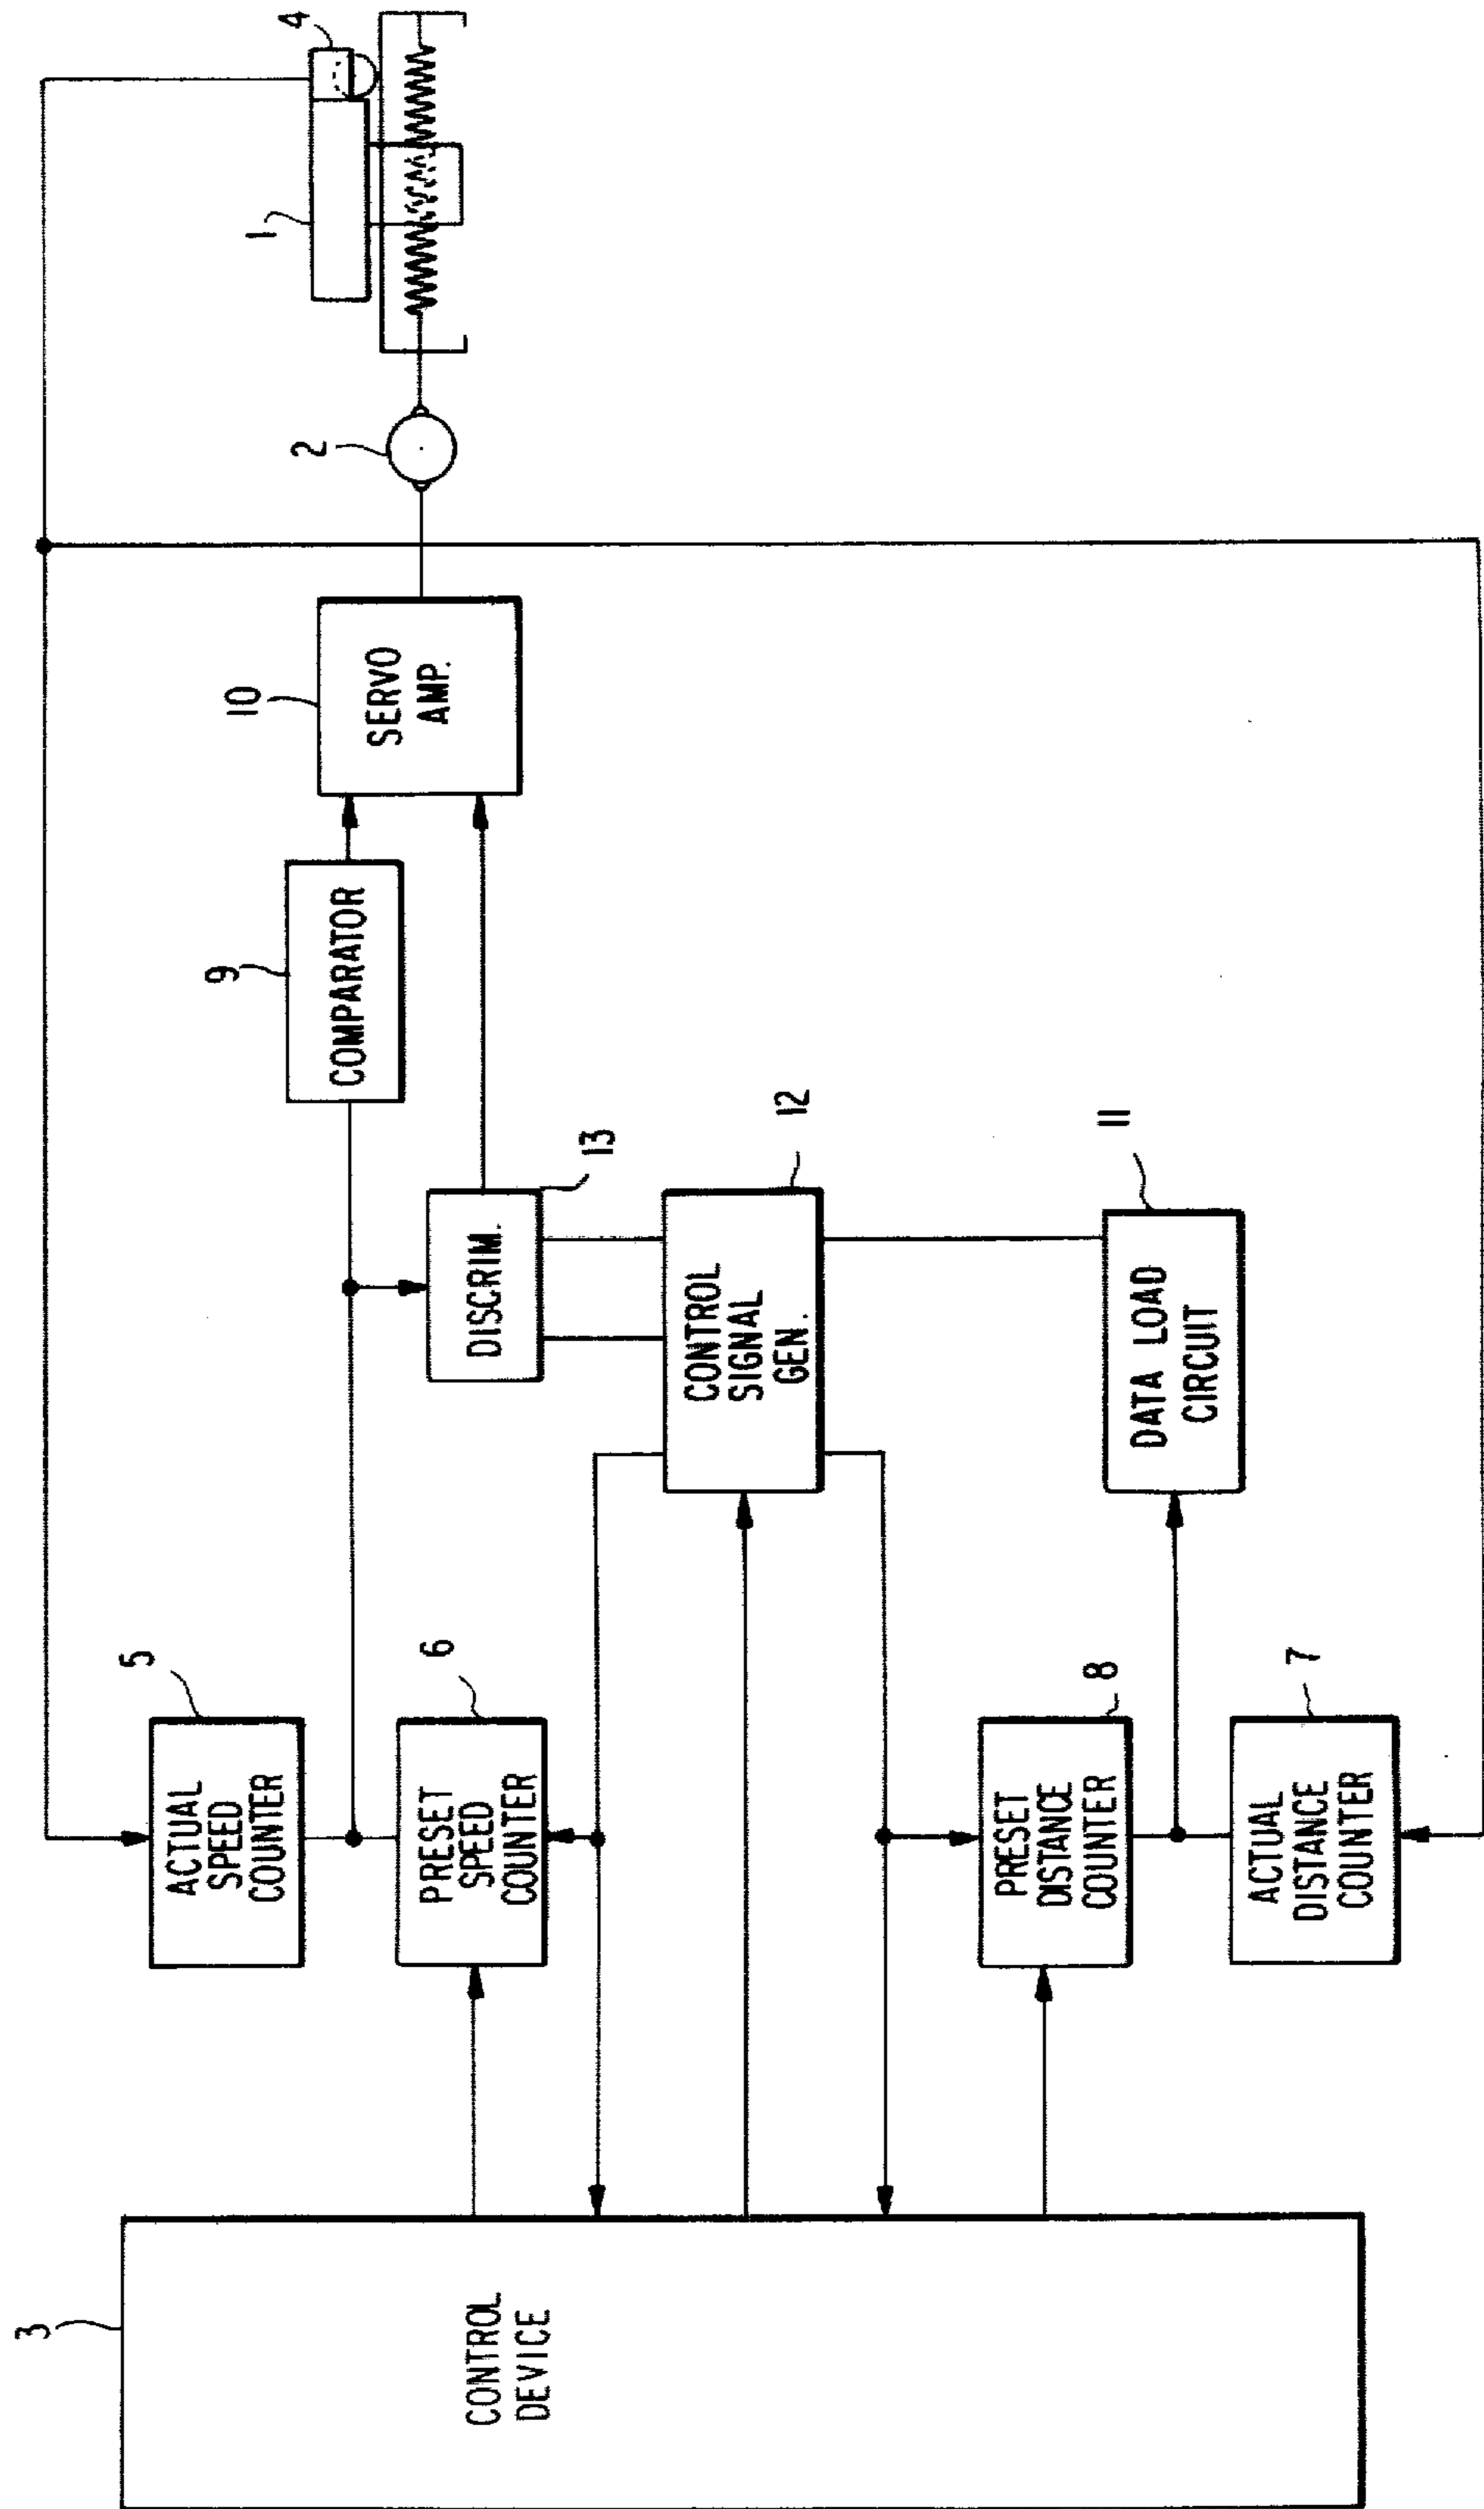 3
CONTROL
DEVICE
5
ACTUAL
SPEED
COUNTER
6
PRESET
SPEED
COUNTER
8
PRESET
DISTANCE
COUNTER
7
ACTUAL
DISTANCE
COUNTER
13
DISCRIM.
12
CONTROL
SIGNAL
GEN.
11
DATA LOAD
CIRCUIT
9
COMPARATOR
10
SERVO
AMP.
2
1
4